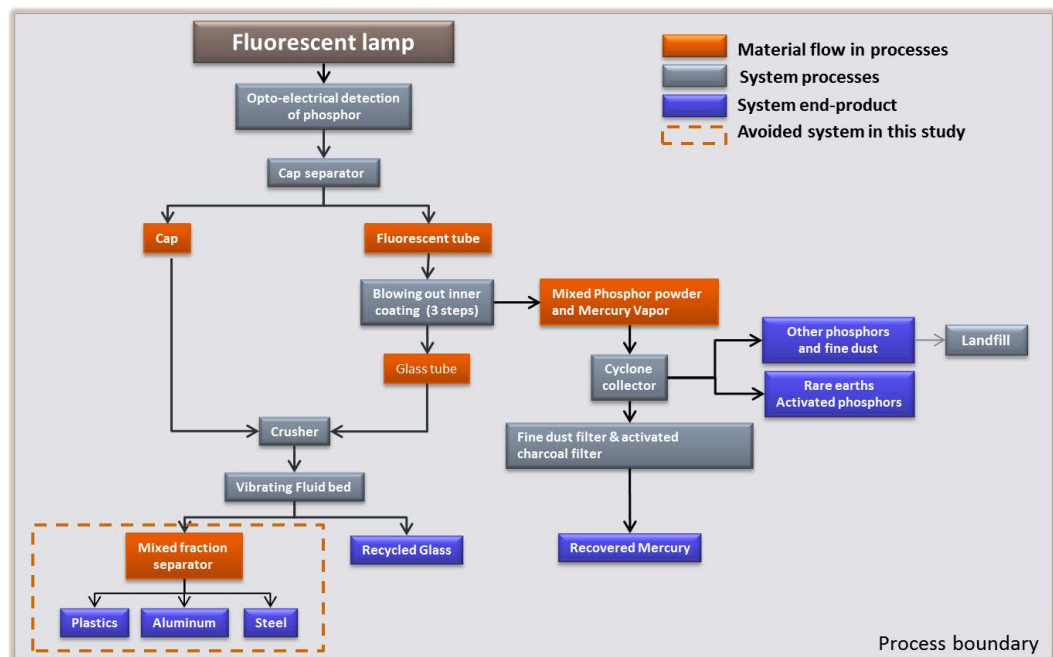 Fluorescent lamp
Material flow in processes
System processes
System end-product
Avoided system in this study
Opto-electrical detection
of phosphor
Cap separator
Cap
Fluorescent tube
Blowing out inner
coating (3 steps)
Mixed Phosphor powder
and Mercury Vapor
Other phosphors
and fine dust
Landfill
Glass tube
Cyclone
collector
Rare earths
Activated phosphors
Crusher
Fine dust filter & activated
charcoal filter
Vibrating Fluid bed
Mixed fraction
separator
Recycled Glass
Recovered Mercury
Plastics
Aluminum
Steel
Process boundary